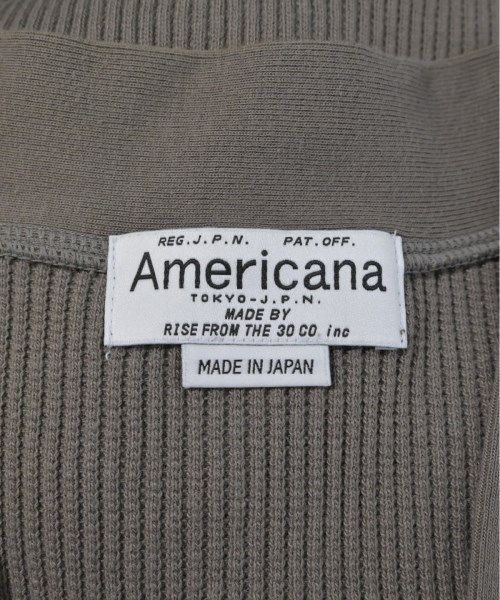 REG.J.P.N. PAT.OFF.
Americana
TOKYO-J.P.N.
MADE BY
RISE FROM THE 30 CO inc
MADE IN JAPAN